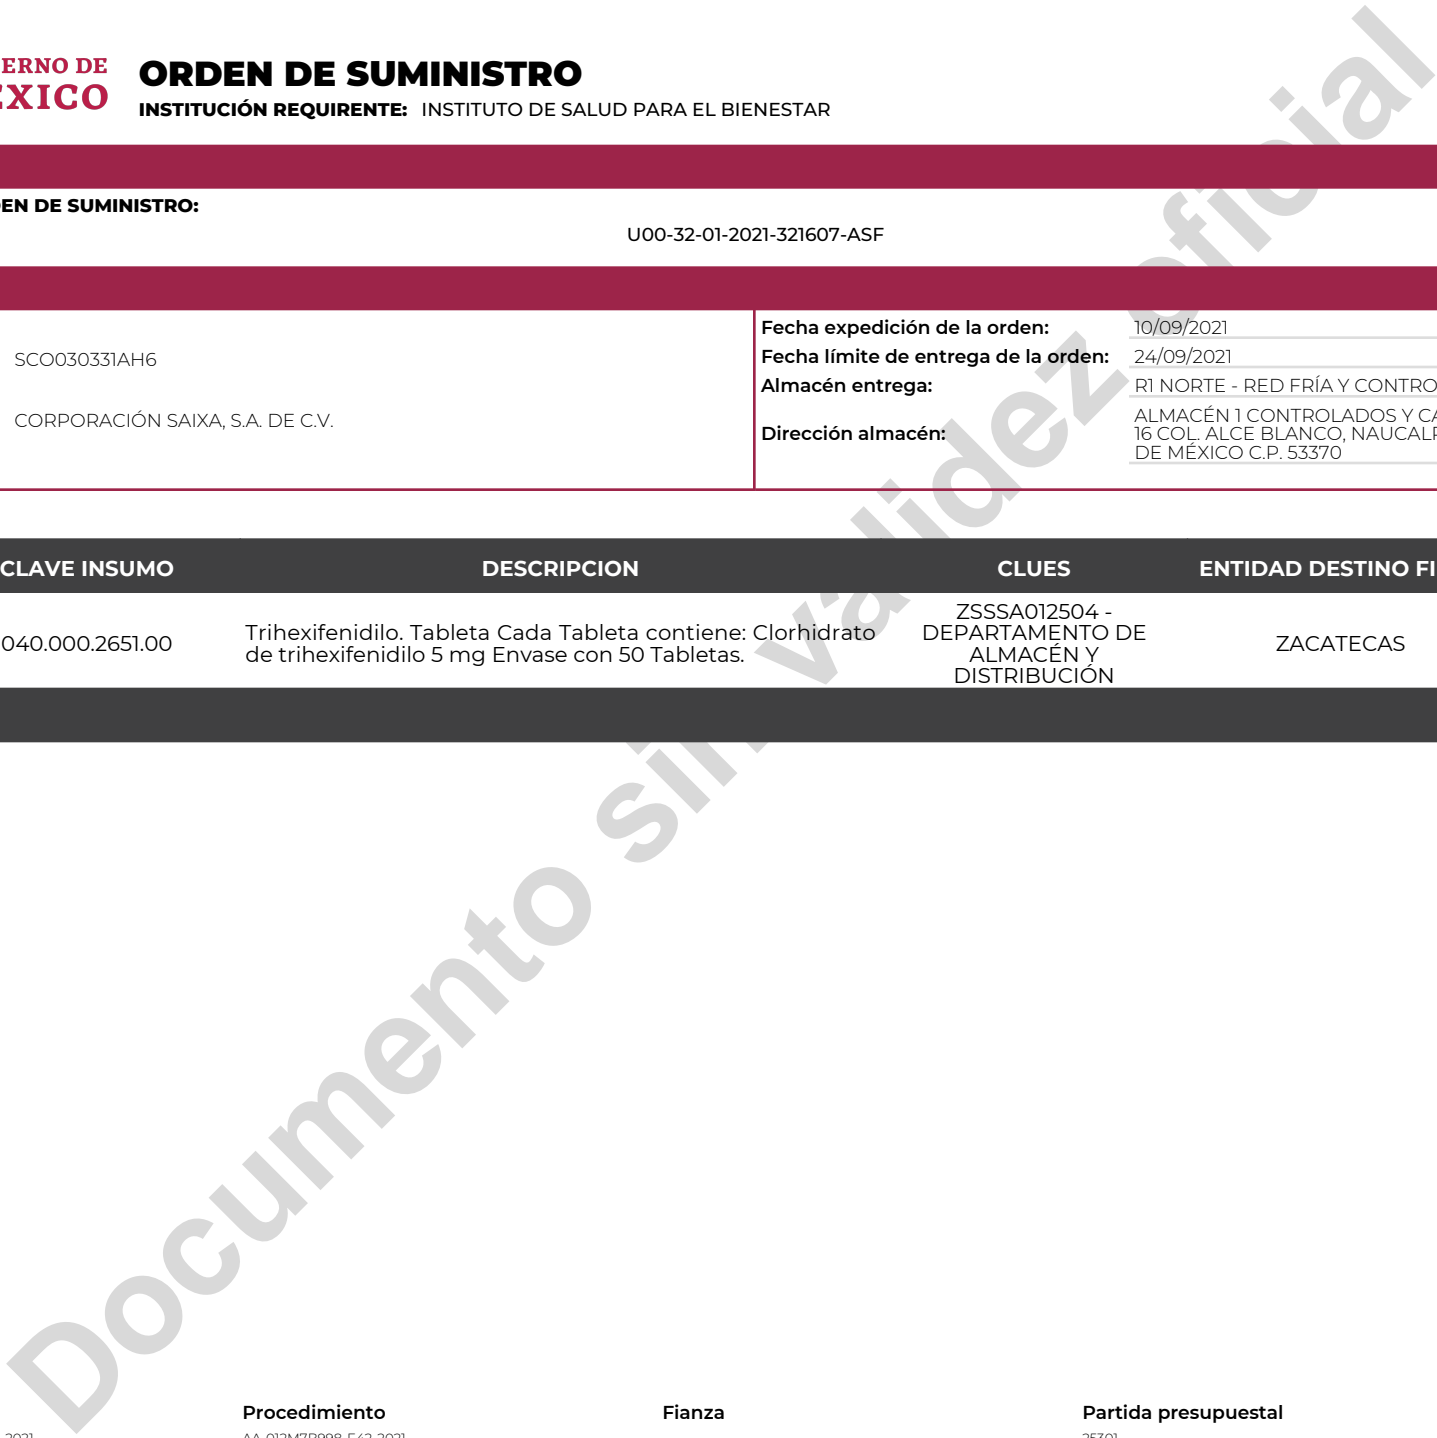 ERNO DE
ÉXICO
ORDEN DE SUMINISTRO
INSTITUCIÓN REQUIRENTE: INSTITUTO DE SALUD PARA EL BIENESTAR
EN DE SUMINISTRO:
U00-32-01-2021-321607-ASF
SCO030331AH6
CORPORACIÓN SAIXA, S.A. DE C.V.
Fecha expedición de la orden: 10/09/2021
Fecha límite de entrega de la orden: 24/09/2021
Almacén entrega: R1 NORTE - RED FRÍA Y CONTRO
Dirección almacén: ALMACÉN 1 CONTROLADOS Y CA
16 COL. ALCE BLANCO, NAUCALP
DE MÉXICO C.P. 53370
CLAVE INSUMO DESCRIPCION CLUES ENTIDAD DESTINO FI
040.000.2651.00
Trihexifenidilo. Tableta Cada Tableta contiene: Clorhidrato
de trihexifenidilo 5 mg Envase con 50 Tabletas.
ZSSSA012504 -
DEPARTAMENTO DE
ALMACÉN Y
DISTRIBUCIÓN
ZACATECAS
Documento sin validez oficial
Procedimiento Fianza Partida presupuestal